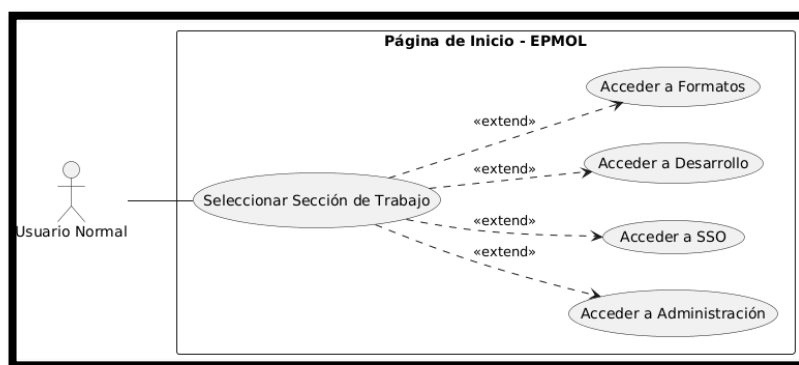 Página de Inicio - EPMOL
Acceder a Formatos
«extend»
Acceder a Desarrollo
«extend»
Seleccionar Sección de Trabajo
«extend»
Usuario Normal
Acceder a SSO
«extend»
Acceder a Administración